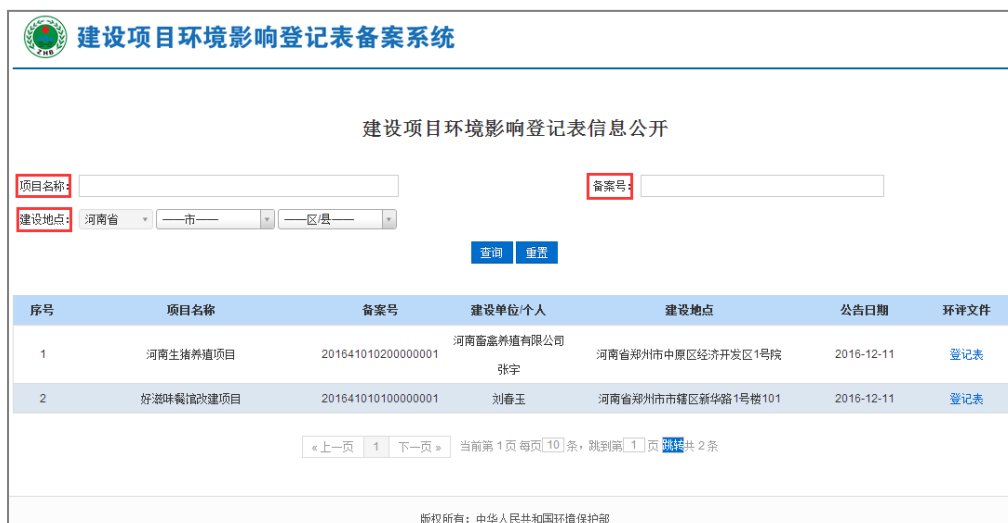 ZHB
建设项目环境影响登记表备案系统
建设项目环境影响登记表信息公开
项目名称: 备案号:
建设地点: 河南省 ——市—— ——区/县——
查询 重置
序号 项目名称 备案号 建设单位/个人 建设地点 公告日期 环评文件
1 河南生猪养殖项目 201641010200000001 河南畜鑫养殖有限公司 张宇 河南省郑州市中原区经济开发区1号院 2016-12-11 登记表
2 好滋味餐馆改建项目 201641010100000001 刘春玉 河南省郑州市市辖区新华路1号楼101 2016-12-11 登记表
«上一页 1 下一页» 当前第 1 页 每页 10 条，跳到第 1 页 跳转共 2 条
版权所有：中华人民共和国环境保护部